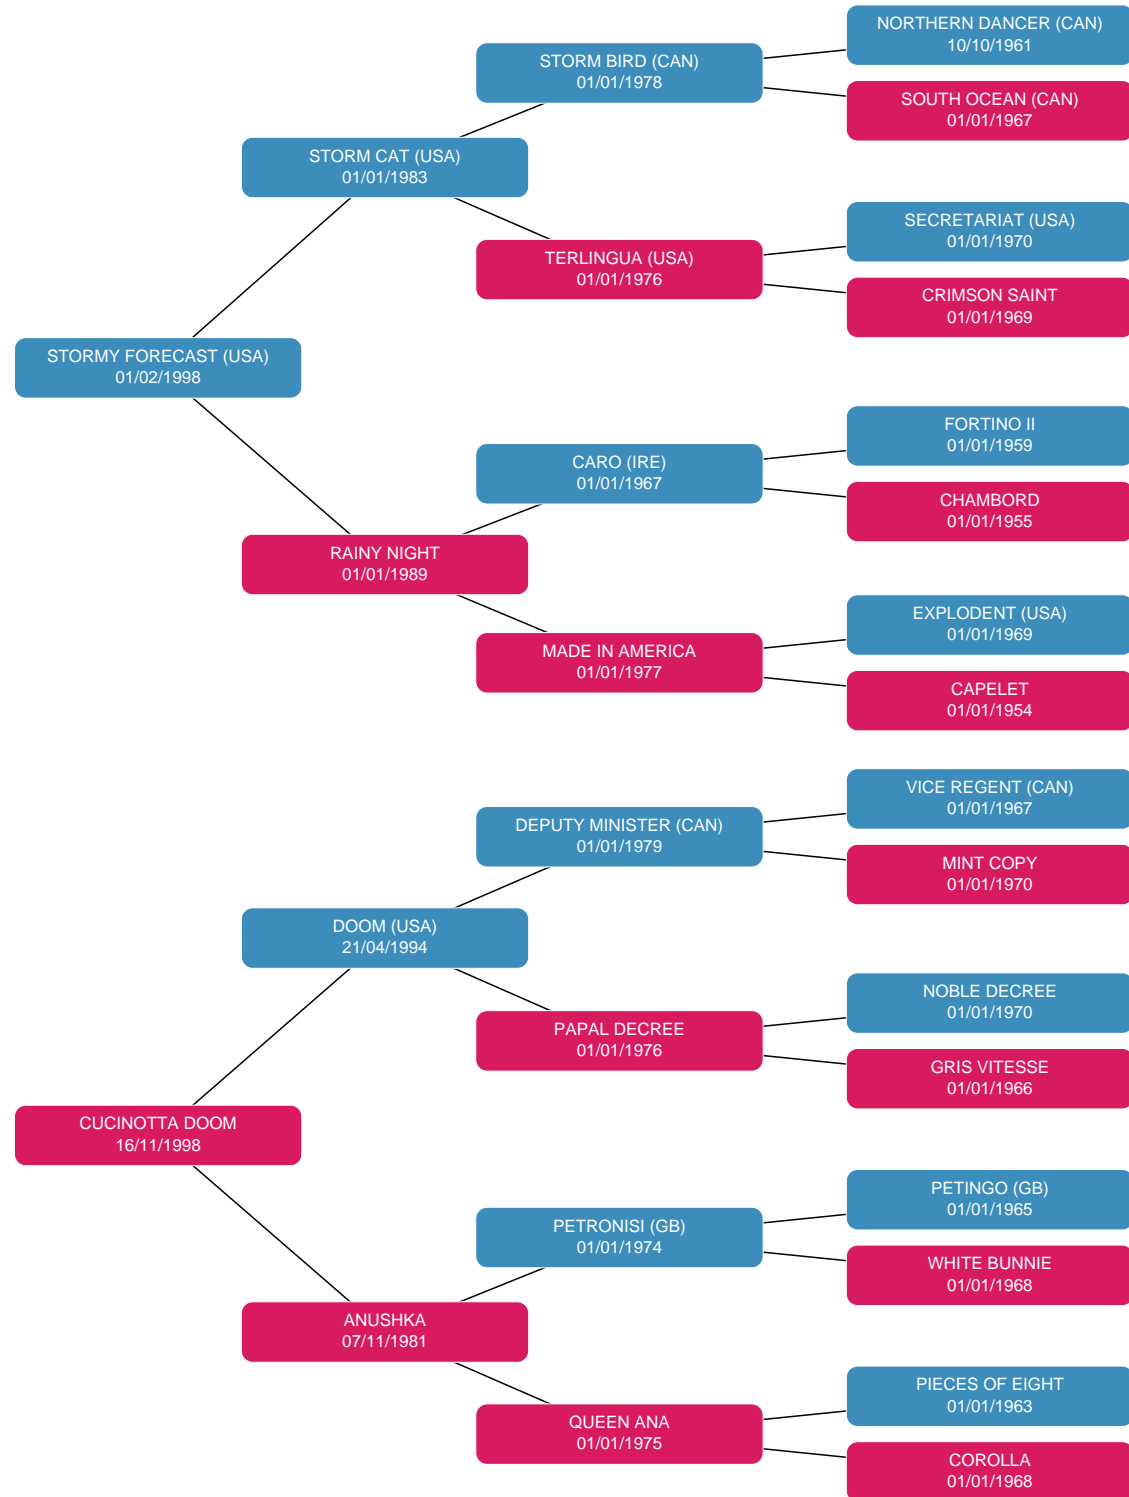 NORTHERN DANCER (CAN)
10/10/1961
STORM BIRD (CAN)
01/01/1978
SOUTH OCEAN (CAN)
01/01/1967
STORM CAT (USA)
01/01/1983
SECRETARIAT (USA)
01/01/1970
TERLINGUA (USA)
01/01/1976
CRIMSON SAINT
01/01/1969
STORMY FORECAST (USA)
01/02/1998
FORTINO II
01/01/1959
CARO (IRE)
01/01/1967
CHAMBORD
01/01/1955
RAINY NIGHT
01/01/1989
EXPLODENT (USA)
01/01/1969
MADE IN AMERICA
01/01/1977
CAPELET
01/01/1954
VICE REGENT (CAN)
01/01/1967
DEPUTY MINISTER (CAN)
01/01/1979
MINT COPY
01/01/1970
DOOM (USA)
21/04/1994
NOBLE DECREE
01/01/1970
PAPAL DECREE
01/01/1976
GRIS VITESSE
01/01/1966
CUCINOTTA DOOM
16/11/1998
PETINGO (GB)
01/01/1965
PETRONISI (GB)
01/01/1974
WHITE BUNNIE
01/01/1968
ANUSHKA
07/11/1981
PIECES OF EIGHT
01/01/1963
QUEEN ANA
01/01/1975
COROLLA
01/01/1968